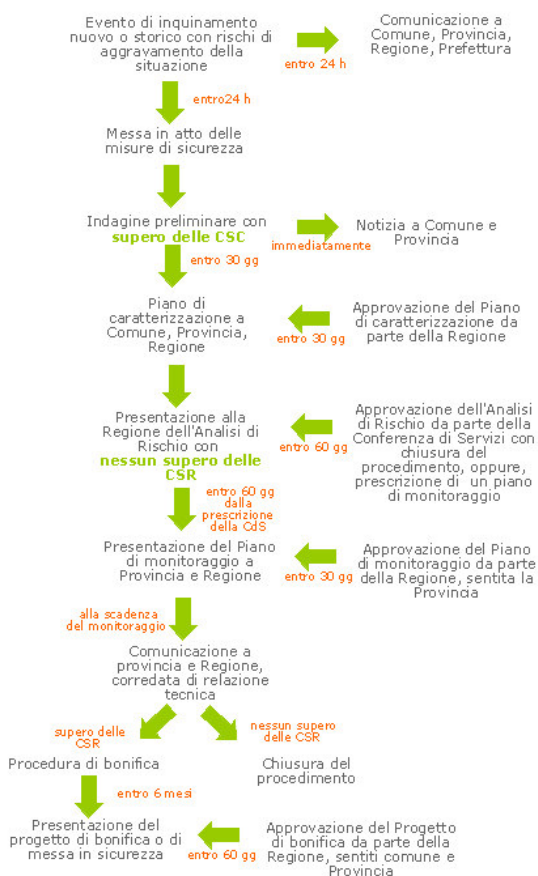 Evento di inquinamento
nuovo o storico con rischi di
aggravamento della
situazione
entro 24 h
Comunicazione a
Comune, Provincia,
Regione, Prefettura
entro24 h
Messa in atto delle
misure di sicurezza
Indagine preliminare con
supero delle CSC
immediatamente
Notizia a Comune e
Provincia
entro 30 gg
Piano di
caratterizzazione a
Comune, Provincia,
Regione
entro 30 gg
Approvazione del Piano
di caratterizzazione da
parte della Regione
Presentazione alla
Regione dell'Analisi di
Rischio con
nessun supero delle
CSR
entro 60 gg
Approvazione dell'Analisi
di Rischio da parte della
Conferenza di Servizi con
chiusura del
procedimento, oppure,
prescrizione di un piano
di monitoraggio
entro 60 gg
dalla
prescrizione
della CdS
Presentazione del Piano
di monitoraggio a
Provincia e Regione
entro 30 gg
Approvazione del Piano
di monitoraggio da parte
della Regione, sentita la
Provincia
alla scadenza
del monitoraggio
Comunicazione a
provincia e Regione,
corredata di relazione
tecnica
supero delle
CSR
nessun supero
delle CSR
Procedura di bonifica
Chiusura del
procedimento
entro 6 mesi
Presentazione del
progetto di bonifica o di
messa in sicurezza
entro 60 gg
Approvazione del Progetto
di bonifica da parte della
Regione, sentiti comune e
Provincia